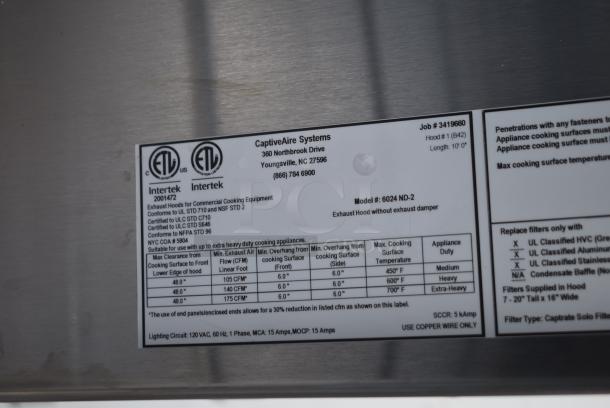 CaptiveAire Systems
360 Northbrook Drive
Youngsville, NC 27596
(866) 784 6900
Job # 3419660
Hood # 1 (B42)
Length: 10' 0"
C ETL US
ETL
Intertek
2001472
Intertek
Exhaust Hoods for Commercial Cooking Equipment
Conforms to UL STD 710 and NSF STD 2
Certified to ULC STD C710
Certified to ULC STD S646
Conforms to NFPA STD 96
NYC COA # 5804
Model #: 6024 ND-2
Exhaust Hood without exhaust damper
Suitable for use with up to extra heavy duty cooking appliances.
Max Clearance from Cooking Surface to Front Lower Edge of hood
Min. Exhaust Air Flow (CFM) Linear Foot
Min. Overhang from cooking Surface (Front)
Min. Overhang from cooking Surface (Side)
Max. Cooking Surface Temperature
Appliance Duty
48.0 " 105 CFM* 6.0 " 6.0 " 450° F Medium
48.0 " 140 CFM* 6.0 " 6.0 " 600° F Heavy
48.0 " 175 CFM* 6.0 " 6.0 " 700° F Extra-Heavy
*The use of end panels/enclosed ends allows for a 30% reduction in listed cfm as shown on this label.
SCCR: 5 kAmp
Lighting Circuit: 120 VAC, 60 Hz, 1 Phase, MCA: 15 Amps, MOCP: 15 Amps
USE COPPER WIRE ONLY
Penetrations with any fasteners
Appliance cooking surfaces must
Appliance cooking surface must
Max cooking surface temperature
Replace filters only with
X UL Classified HVC
X UL Classified Aluminum
X UL Classified Stainless
N/A Condensate Baffle
Filters Supplied in Hood
7 - 20" Tall x 16" Wide
Filter Type: Captrate Solo
PCI